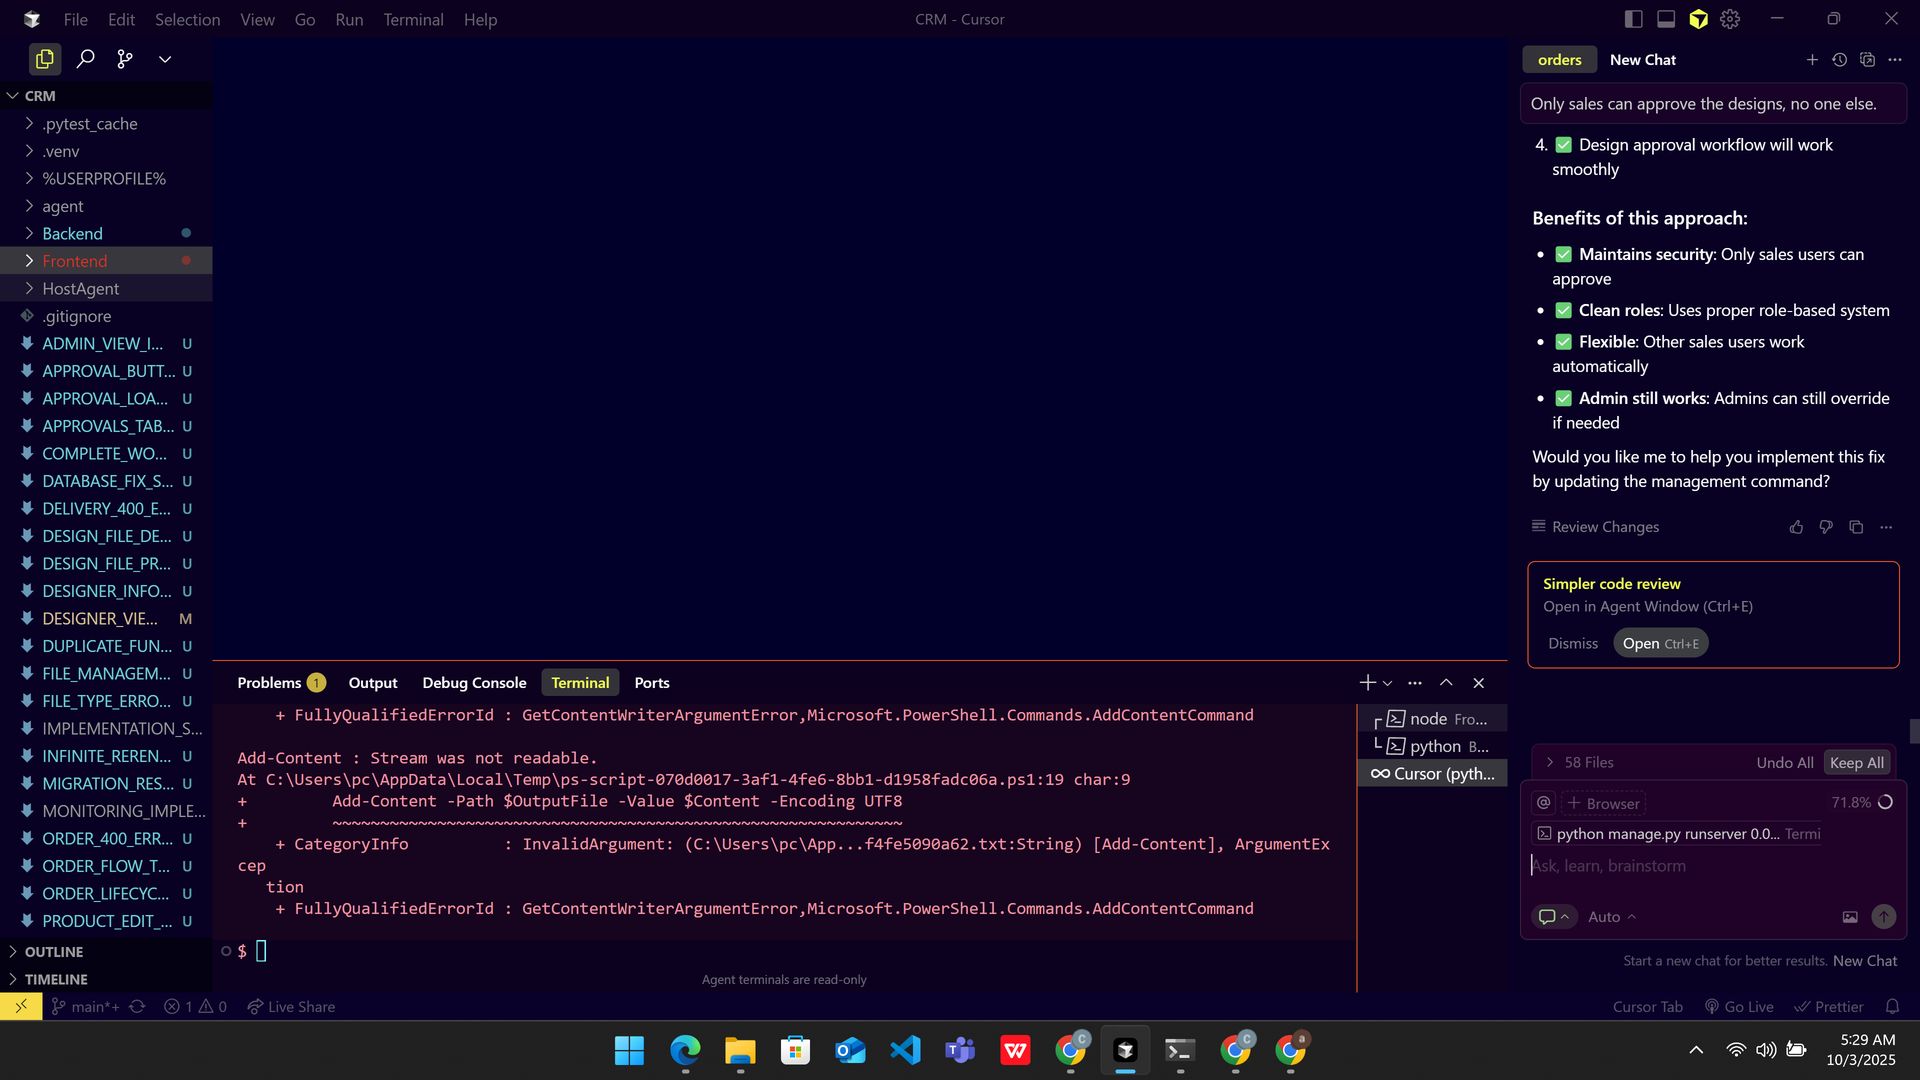 File Edit Selection View Go Run Terminal Help
CRM - Cursor
CRM
.pytest_cache
.venv
%USERPROFILE%
agent
Backend
Frontend
HostAgent
.gitignore
ADMIN_VIEW_I... U
APPROVAL_BUTT... U
APPROVAL_LOA... U
APPROVALS_TAB... U
COMPLETE_WO... U
DATABASE_FIX_S... U
DELIVERY_400_E... U
DESIGN_FILE_DE... U
DESIGN_FILE_PR... U
DESIGNER_INFO... U
DESIGNER_VIE... M
DUPLICATE_FUN... U
FILE_MANAGEM... U
FILE_TYPE_ERRO... U
IMPLEMENTATION_S...
INFINITE_REREN... U
MIGRATION_RES... U
MONITORING_IMPLE...
ORDER_400_ERR... U
ORDER_FLOW_T... U
ORDER_LIFECYC... U
PRODUCT_EDIT_... U
OUTLINE
TIMELINE
Problems 1 Output Debug Console Terminal Ports
+ FullyQualifiedErrorId : GetContentWriterArgumentError,Microsoft.PowerShell.Commands.AddContentCommand
Add-Content : Stream was not readable.
At C:\Users\pc\AppData\Local\Temp\ps-script-070d0017-3af1-4fe6-8bb1-d1958fadc06a.ps1:19 char:9
+         Add-Content -Path $OutputFile -Value $Content -Encoding UTF8
+         ~~~~~~~~~~~~~~~~~~~~~~~~~~~~~~~~~~~~~~~~~~~~~~~~~~~~~~~~~~~~
+ CategoryInfo          : InvalidArgument: (C:\Users\pc\App...f4fe5090a62.txt:String) [Add-Content], ArgumentEx
cep
tion
+ FullyQualifiedErrorId : GetContentWriterArgumentError,Microsoft.PowerShell.Commands.AddContentCommand
$
Agent terminals are read-only
node Fro...
python B...
Cursor (pyth...
orders New Chat
Only sales can approve the designs, no one else.
4. ✅ Design approval workflow will work
smoothly
Benefits of this approach:
• ✅ Maintains security: Only sales users can
approve
• ✅ Clean roles: Uses proper role-based system
• ✅ Flexible: Other sales users work
automatically
• ✅ Admin still works: Admins can still override
if needed
Would you like me to help you implement this fix
by updating the management command?
Review Changes
Simpler code review
Open in Agent Window (Ctrl+E)
Dismiss Open Ctrl+E
58 Files Undo All Keep All
@ + Browser 71.8%
python manage.py runserver 0.0... Termi
Ask, learn, brainstorm
Auto
Start a new chat for better results. New Chat
main*+ 1 0 Live Share
Cursor Tab Go Live Prettier
5:29 AM
10/3/2025